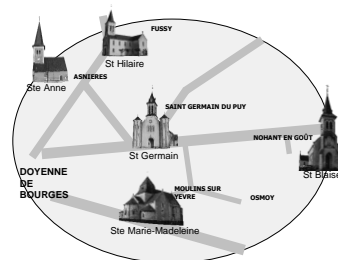 FUSSY
St Hilaire
Ste Anne
ASNIERES
SAINT GERMAIN DU PUY
St Germain
NOHANT EN GOÛT
St Blaise
DOYENNE
DE
BOURGES
MOULINS SUR
YEVRE
OSMOY
Ste Marie-Madeleine